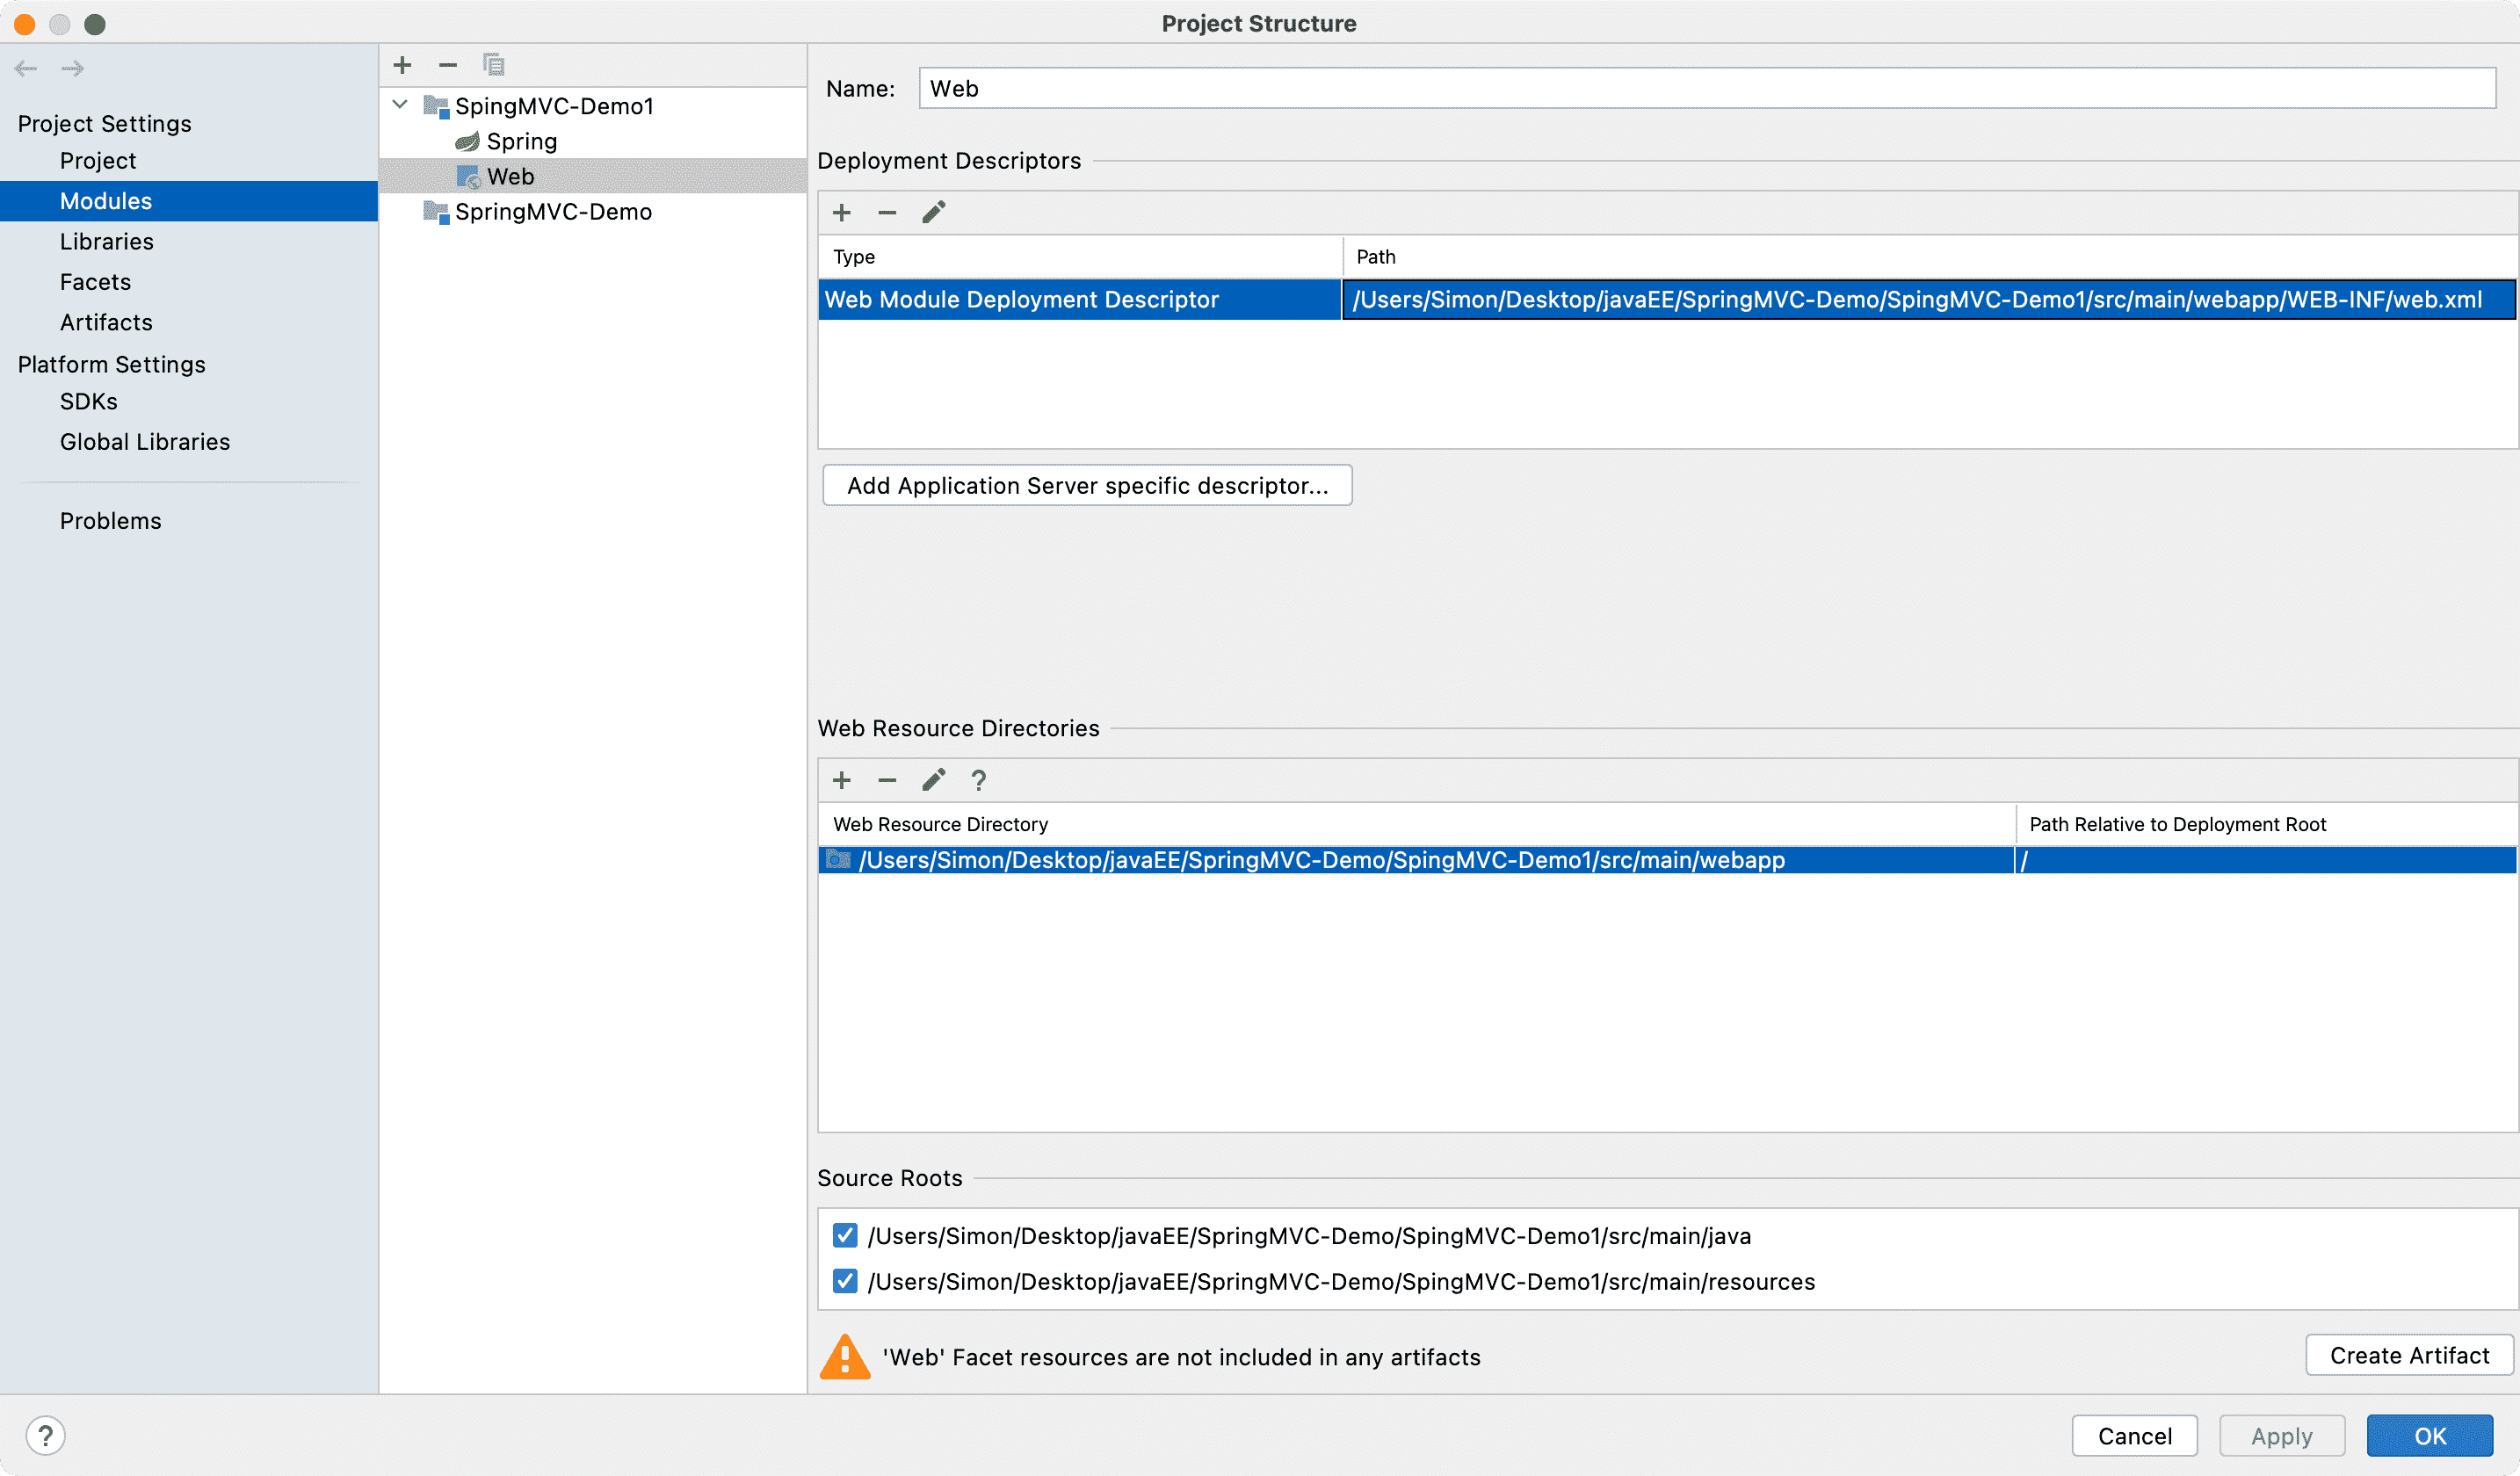 Project Structure
Project Settings
Project
Modules
Libraries
Facets
Artifacts
Platform Settings
SDKs
Global Libraries
Problems
SpingMVC-Demo1
Spring
Web
SpringMVC-Demo
Name: Web
Deployment Descriptors
Type Path
Web Module Deployment Descriptor /Users/Simon/Desktop/javaEE/SpringMVC-Demo/SpingMVC-Demo1/src/main/webapp/WEB-INF/web.xml
Add Application Server specific descriptor...
Web Resource Directories
?
Web Resource Directory Path Relative to Deployment Root
/Users/Simon/Desktop/javaEE/SpringMVC-Demo/SpingMVC-Demo1/src/main/webapp /
Source Roots
/Users/Simon/Desktop/javaEE/SpringMVC-Demo/SpingMVC-Demo1/src/main/java
/Users/Simon/Desktop/javaEE/SpringMVC-Demo/SpingMVC-Demo1/src/main/resources
'Web' Facet resources are not included in any artifacts Create Artifact
? Cancel Apply OK